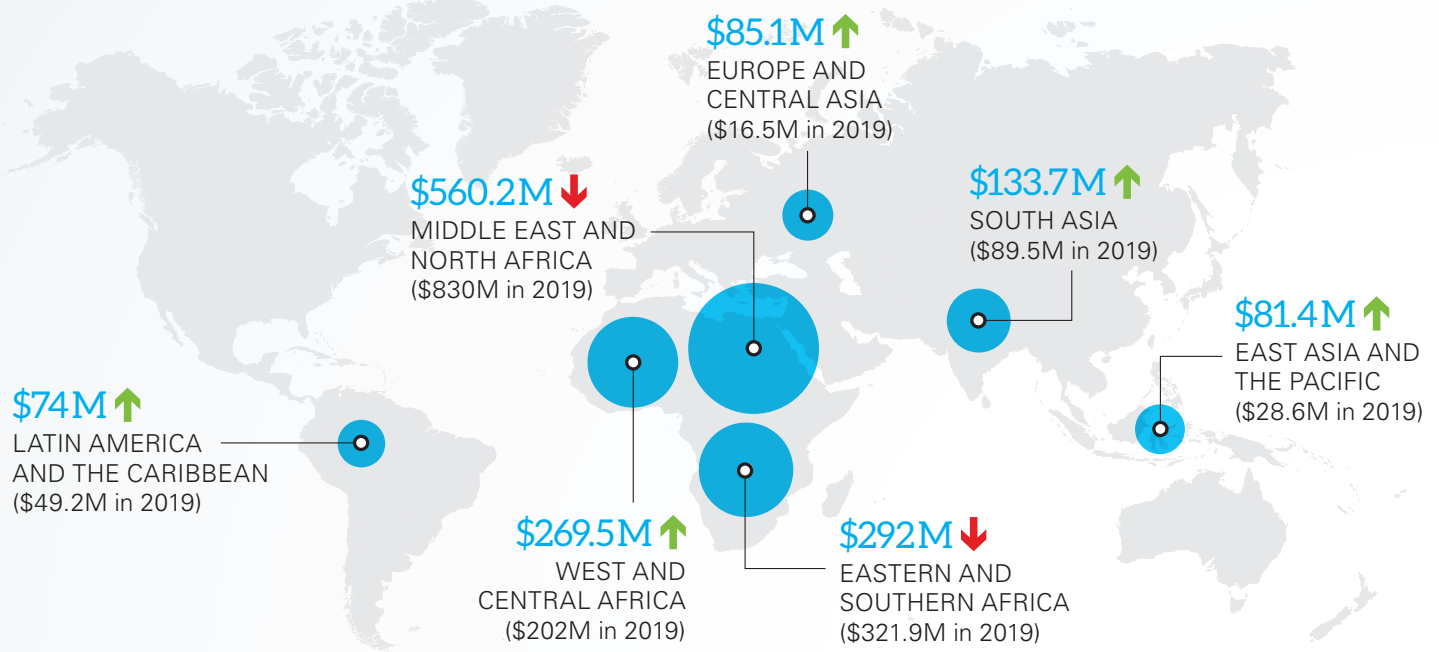 $85.1M
EUROPE AND
CENTRAL ASIA
($16.5M in 2019)
$560.2M
MIDDLE EAST AND
NORTH AFRICA
($830M in 2019)
$133.7M
SOUTH ASIA
($89.5M in 2019)
$81.4M
EAST ASIA AND
THE PACIFIC
($28.6M in 2019)
$74M
LATIN AMERICA
AND THE CARIBBEAN
($49.2M in 2019)
$269.5M
WEST AND
CENTRAL AFRICA
($202M in 2019)
$292M
EASTERN AND
SOUTHERN AFRICA
($321.9M in 2019)